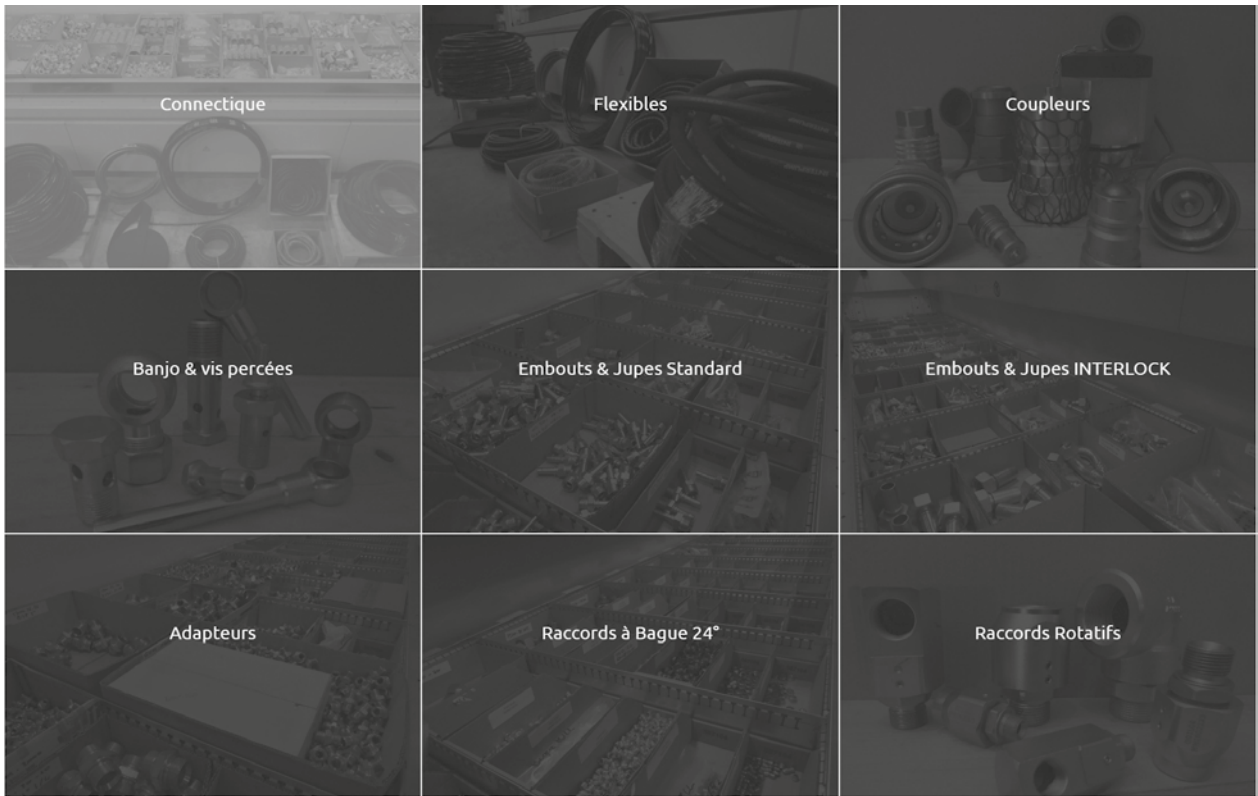 Connectique
Flexibles
Coupleurs
Banjo & vis percées
Embouts & Jupes Standard
Embouts & Jupes INTERLOCK
Adapteurs
Raccords à Bague 24°
Raccords Rotatifs